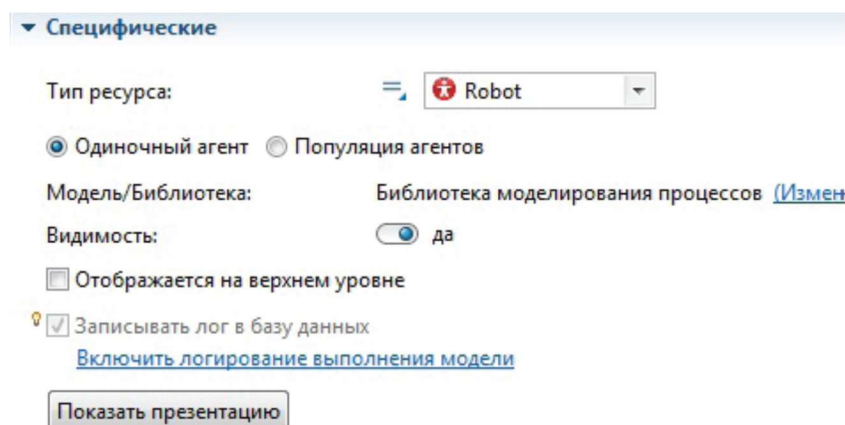 Специфические
Тип ресурса: Robot
Одиночный агент Популяция агентов
Модель/Библиотека: Библиотека моделирования процессов (Измен
Видимость: да
Отображается на верхнем уровне
Записывать лог в базу данных
Включить логирование выполнения модели
Показать презентацию